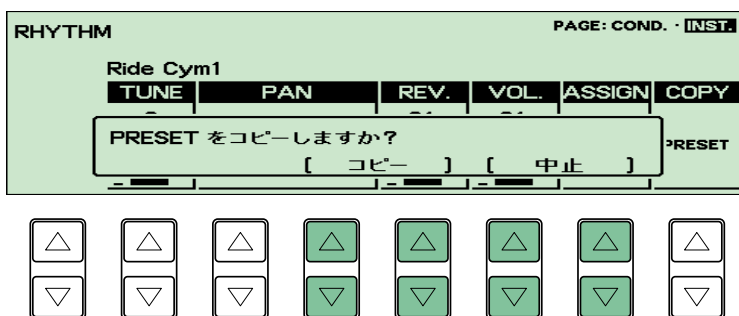 RHYTHM PAGE: COND. · INST.
Ride Cym1
TUNE PAN REV. VOL. ASSIGN COPY
PRESET をコピーしますか?
PRESET
[ コピー ] [ 中止 ]